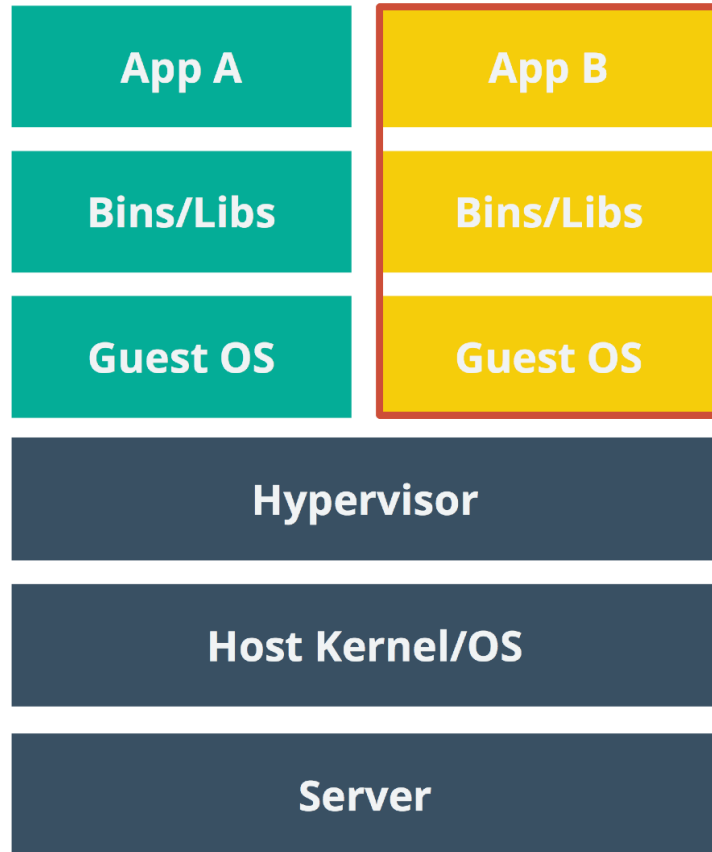 App A
App B
Bins/Libs
Bins/Libs
Guest OS
Guest OS
Hypervisor
Host Kernel/OS
Server